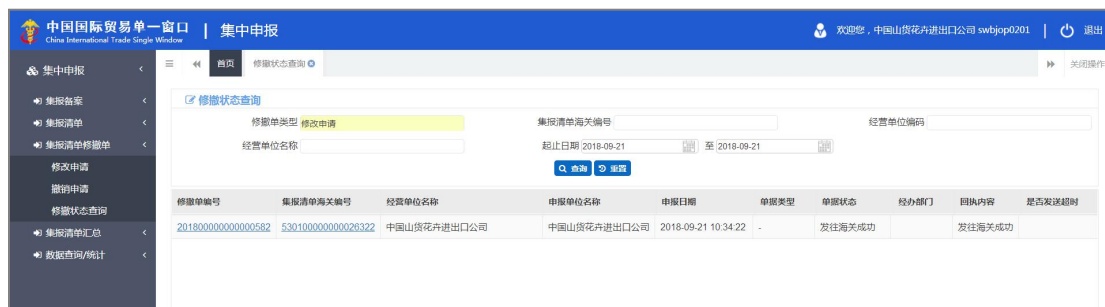 中国国际贸易单一窗口 | 集中申报
China International Trade Single Window
欢迎您，中国山货花卉进出口公司 swbjop0201 | 退出
集中申报
首页 修撤状态查询 关闭操作
集报备案
集报清单
集报清单修撤单
修改申请
撤销申请
修撤状态查询
集报清单汇总
数据查询/统计
修撤状态查询
修撤单类型 修改申请 集报清单海关编号 经营单位编码
经营单位名称 起止日期 2018-09-21 至 2018-09-21
查询 重置
修撤单编号 集报清单海关编号 经营单位名称 申报单位名称 申报日期 单据类型 单据状态 经办部门 回执内容 是否发送超时
201800000000000582 530100000000026322 中国山货花卉进出口公司 中国山货花卉进出口公司 2018-09-21 10:34:22 - 发往海关成功 发往海关成功